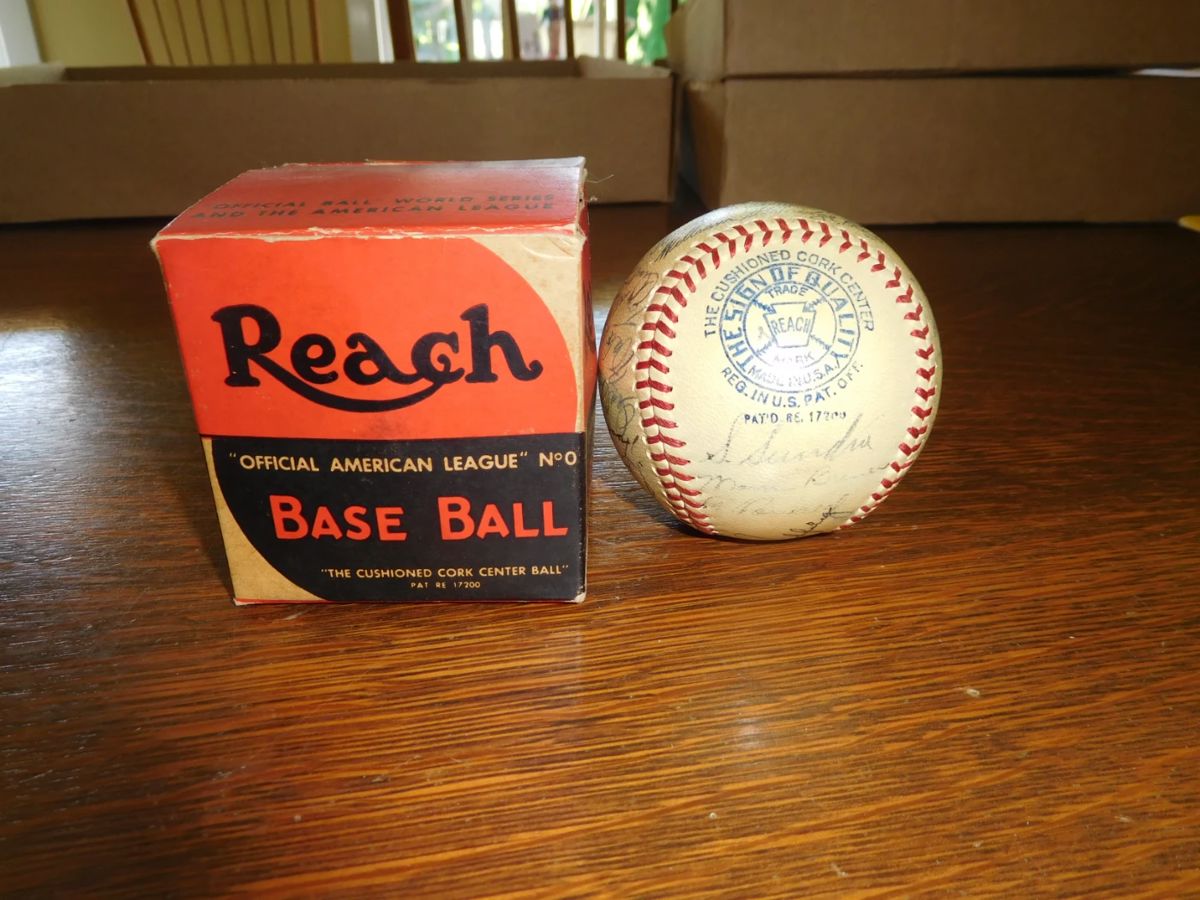 "OFFICIAL BALL" WORLD SERIES
AND THE AMERICAN LEAGUE
Reach
"OFFICIAL AMERICAN LEAGUE" Nº0
BASE BALL
"THE CUSHIONED CORK CENTER BALL"
PAT RE 17200
THE CUSHIONED CORK CENTER
THE SIGN OF QUALITY
TRADE
REACH
MARK
MADE IN U.S.A.
REG. IN U.S. PAT. OFF.
PAT'D. RE. 17200